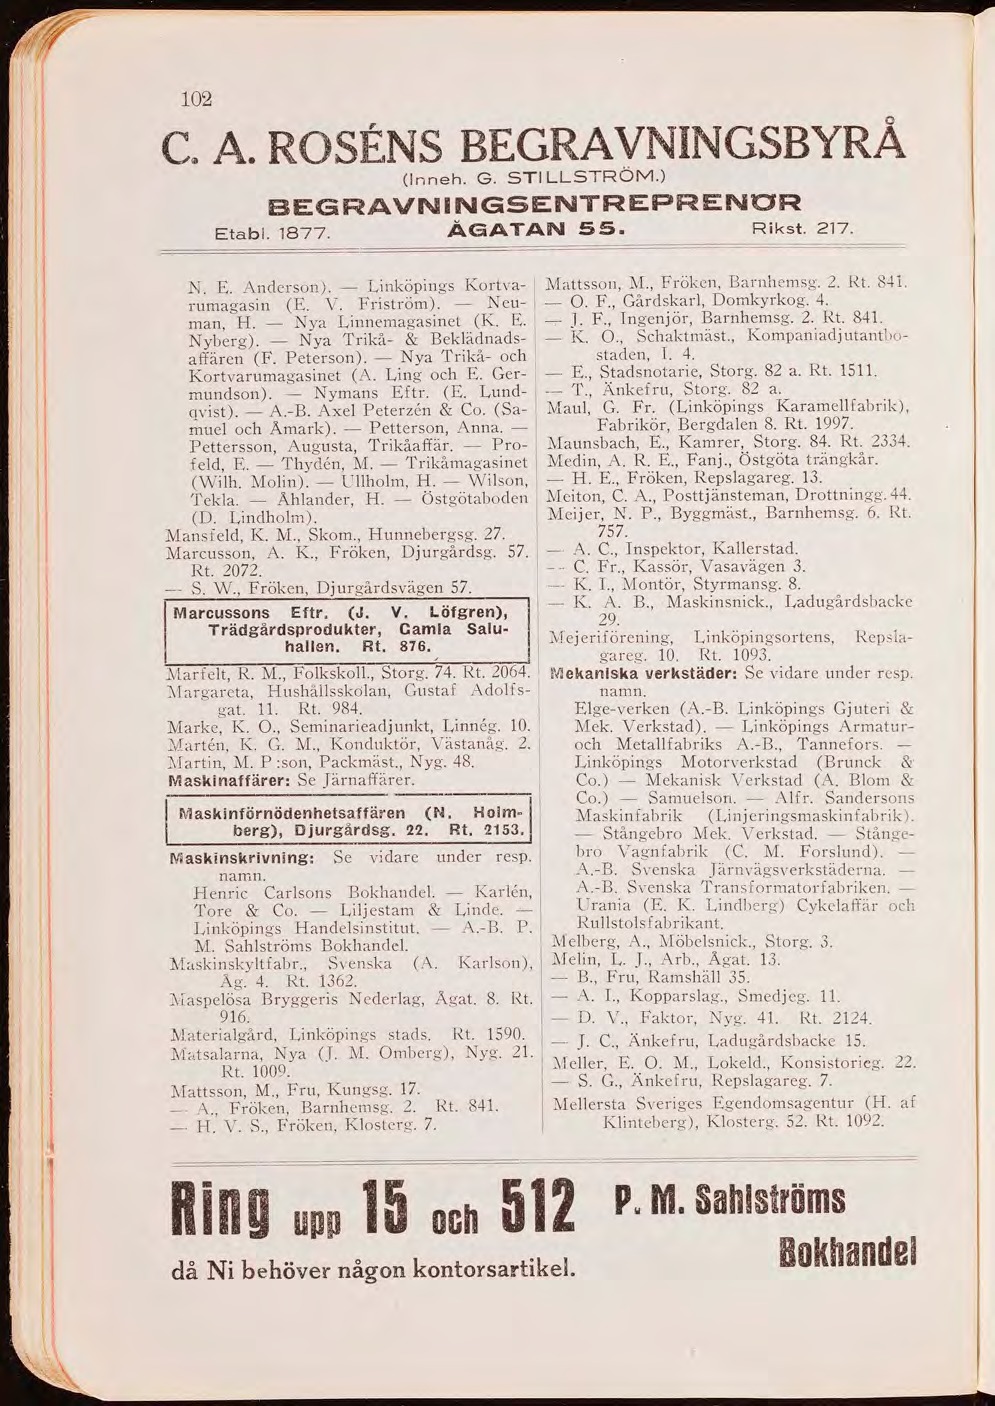 102
C. A. ROSÉNS BEGRAVNINGSBYRÅ
(Inneh. G. STILLSTRÖM.)
BEGRAVNINGSENTREPRENÖR
Etabl. 1877. ÅGATAN 55. Rikst. 217.
N. E. Anderson). — Linköpings Kortva-
rumagasin (E. V. Friström). — Neu-
man, H. — Nya Linnemagasinet (K. E.
Nyberg). — Nya Trikå- & Beklädnads-
affären (F. Peterson). — Nya Trikå- och
Kortvarumagasinet (A. Ling och E. Ger-
mundson). — Nymans Eftr. (E. Lund-
qvist). — A.-B. Axel Peterzén & Co. (Sa-
muel och Åmark). — Petterson, Anna. —
Pettersson, Augusta, Trikåaffär. — Pro-
feld, E. — Thydén, M. — Trikåmagasinet
(Wilh. Molin). — Ullholm, H. — Wilson,
Tekla. — Åhlander, H. — Östgötaboden
(D. Lindholm).
Mansfeld, K. M., Skom., Hunnebergsg. 27.
Marcusson, A. K., Fröken, Djurgårdsg. 57.
Rt. 2072.
— S. W., Fröken, Djurgårdsvägen 57.
Marcussons Eftr. (J. V. Löfgren),
Trädgårdsprodukter, Gamla Salu-
hallen. Rt. 876.
Marfelt, R. M., Folkskoll., Storg. 74. Rt. 2064.
Margareta, Hushållsskolan, Gustaf Adolfs-
gat. 11. Rt. 984.
Marke, K. O., Seminarieadjunkt, Linnég. 10.
Martén, K. G. M., Konduktör, Västanåg. 2.
Martin, M. P:son, Packmäst., Nyg. 48.
Maskinaffärer: Se Järnaffärer.
Maskinförnödenhetsaffären (N. Holm-
berg), Djurgårdsg. 22. Rt. 2153.
Maskinskrivning: Se vidare under resp.
namn.
Henric Carlsons Bokhandel. — Karlén,
Tore & Co. — Liljestam & Linde. —
Linköpings Handelsinstitut. — A.-B. P.
M. Sahlströms Bokhandel.
Maskinskyltfabr., Svenska (A. Karlson),
Åg. 4. Rt. 1362.
Maspelösa Bryggeris Nederlag, Ågat. 8. Rt.
916.
Materialgård, Linköpings stads. Rt. 1590.
Matsalarna, Nya (J. M. Omberg), Nyg. 21.
Rt. 1009.
Mattsson, M., Fru, Kungsg. 17.
— A., Fröken, Barnhemsg. 2. Rt. 841.
— H. V. S., Fröken, Klosterg. 7.
Mattsson, M., Fröken, Barnhemsg. 2. Rt. 841.
— O. F., Gårdskarl, Domkyrkog. 4.
— J. F., Ingenjör, Barnhemsg. 2. Rt. 841.
— K. O., Schaktmäst., Kompaniadjutantbo-
staden, I. 4.
— E., Stadsnotarie, Storg. 82 a. Rt. 1511.
— T., Änkefru, Storg. 82 a.
Maul, G. Fr. (Linköpings Karamellfabrik),
Fabrikör, Bergdalen 8. Rt. 1997.
Maunsbach, E., Kamrer, Storg. 84. Rt. 2334.
Medin, A. R. E., Fanj., Östgöta trängkår.
— H. E., Fröken, Repslagareg. 13.
Meiton, C. A., Posttjänsteman, Drottningg. 44.
Meijer, N. P., Byggmäst., Barnhemsg. 6. Rt.
757.
— A. C., Inspektor, Kallerstad.
-- C. Fr., Kassör, Vasavägen 3.
— K. I., Montör, Styrmansg. 8.
— K. A. B., Maskinsnick., Ladugårdsbacke
29.
Mejeriförening, Linköpingsortens, Repsla-
gareg. 10. Rt. 1093.
Mekaniska verkstäder: Se vidare under resp.
namn.
Elge-verken (A.-B. Linköpings Gjuteri &
Mek. Verkstad). — Linköpings Armatur-
och Metallfabriks A.-B., Tannefors. —
Linköpings Motorverkstad (Brunck &
Co.) — Mekanisk Verkstad (A. Blom &
Co.) — Samuelson. — Alfr. Sandersons
Maskinfabrik (Linjeringsmaskinfabrik).
— Stångebro Mek. Verkstad. — Stånge-
bro Vagnfabrik (C. M. Forslund). —
A.-B. Svenska Järnvägsverkstäderna. —
A.-B. Svenska Transformatorfabriken. —
Urania (E. K. Lindberg) Cykelaffär och
Rullstolsfabrikant.
Melberg, A., Möbelsnick., Storg. 3.
Melin, L. J., Arb., Ågat. 13.
— B., Fru, Ramshäll 35.
— A. I., Kopparslag., Smedjeg. 11.
— D. V., Faktor, Nyg. 41. Rt. 2124.
— J. C., Änkefru, Ladugårdsbacke 15.
Meller, E. O. M., Lokeld., Konsistorieg. 22.
— S. G., Änkefru, Repslagareg. 7.
Mellersta Sveriges Egendomsagentur (H. af
Klinteberg), Klosterg. 52. Rt. 1092.
Ring upp 15 och 512
då Ni behöver någon kontorsartikel.
P. M. Sahlströms
Bokhandel